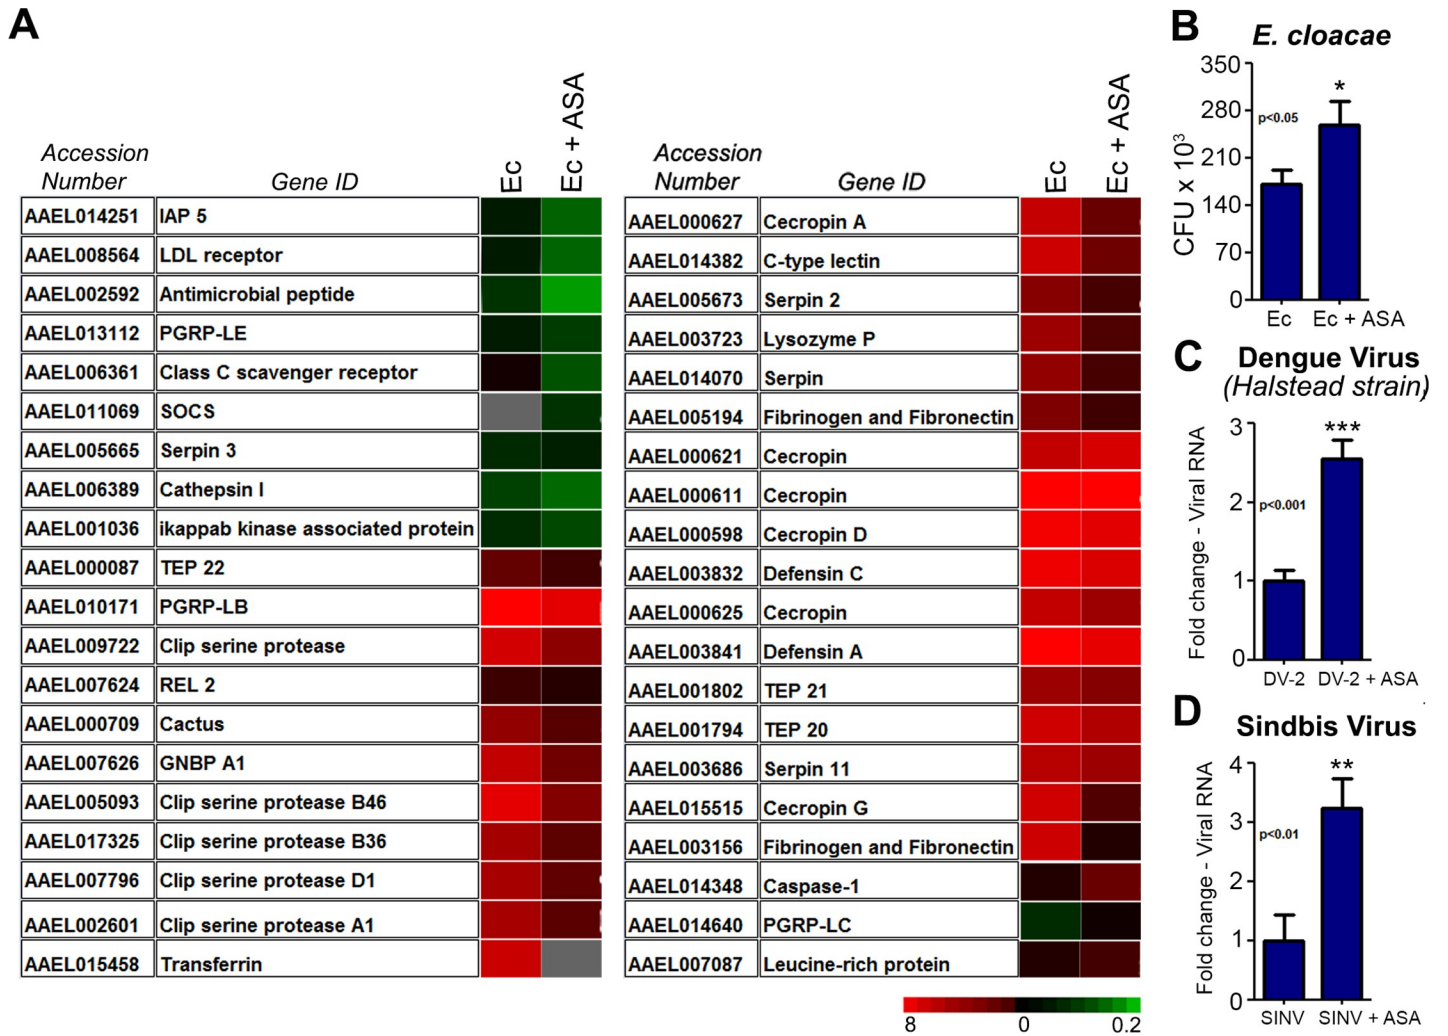 A
Accession
Number
Gene ID
Ec
Ec + ASA
AAEL014251 IAP 5
AAEL008564 LDL receptor
AAEL002592 Antimicrobial peptide
AAEL013112 PGRP-LE
AAEL006361 Class C scavenger receptor
AAEL011069 SOCS
AAEL005665 Serpin 3
AAEL006389 Cathepsin l
AAEL001036 ikappab kinase associated protein
AAEL000087 TEP 22
AAEL010171 PGRP-LB
AAEL009722 Clip serine protease
AAEL007624 REL 2
AAEL000709 Cactus
AAEL007626 GNBP A1
AAEL005093 Clip serine protease B46
AAEL017325 Clip serine protease B36
AAEL007796 Clip serine protease D1
AAEL002601 Clip serine protease A1
AAEL015458 Transferrin
Accession
Number
Gene ID
Ec
Ec + ASA
AAEL000627 Cecropin A
AAEL014382 C-type lectin
AAEL005673 Serpin 2
AAEL003723 Lysozyme P
AAEL014070 Serpin
AAEL005194 Fibrinogen and Fibronectin
AAEL000621 Cecropin
AAEL000611 Cecropin
AAEL000598 Cecropin D
AAEL003832 Defensin C
AAEL000625 Cecropin
AAEL003841 Defensin A
AAEL001802 TEP 21
AAEL001794 TEP 20
AAEL003686 Serpin 11
AAEL015515 Cecropin G
AAEL003156 Fibrinogen and Fibronectin
AAEL014348 Caspase-1
AAEL014640 PGRP-LC
AAEL007087 Leucine-rich protein
8 0 0.2
B
E. cloacae
CFU x 10³
350
280
210
140
70
0
p<0.05
*
Ec Ec + ASA
C
Dengue Virus
(Halstead strain)
Fold change - Viral RNA
3
2
1
0
p<0.001
***
DV-2 DV-2 + ASA
D
Sindbis Virus
Fold change - Viral RNA
4
3
2
1
0
p<0.01
**
SINV SINV + ASA